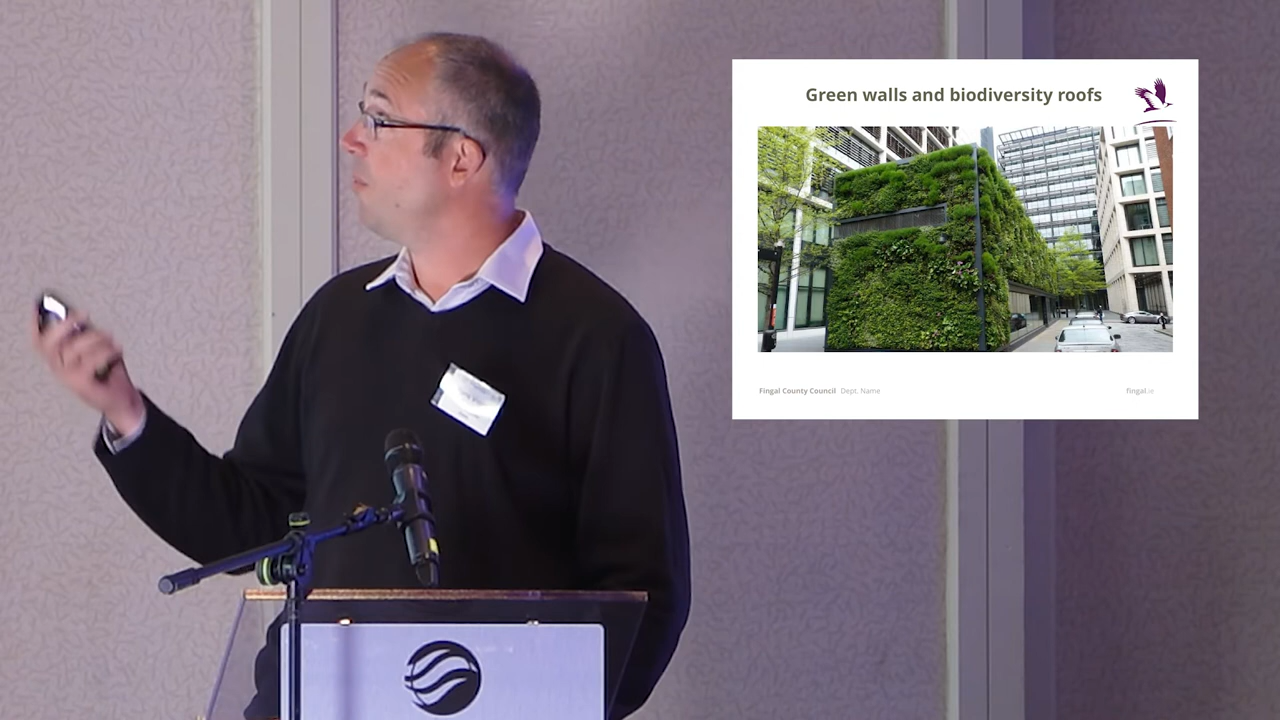 Green walls and biodiversity roofs
Fingal County Council Dept, Name
fingal.ie